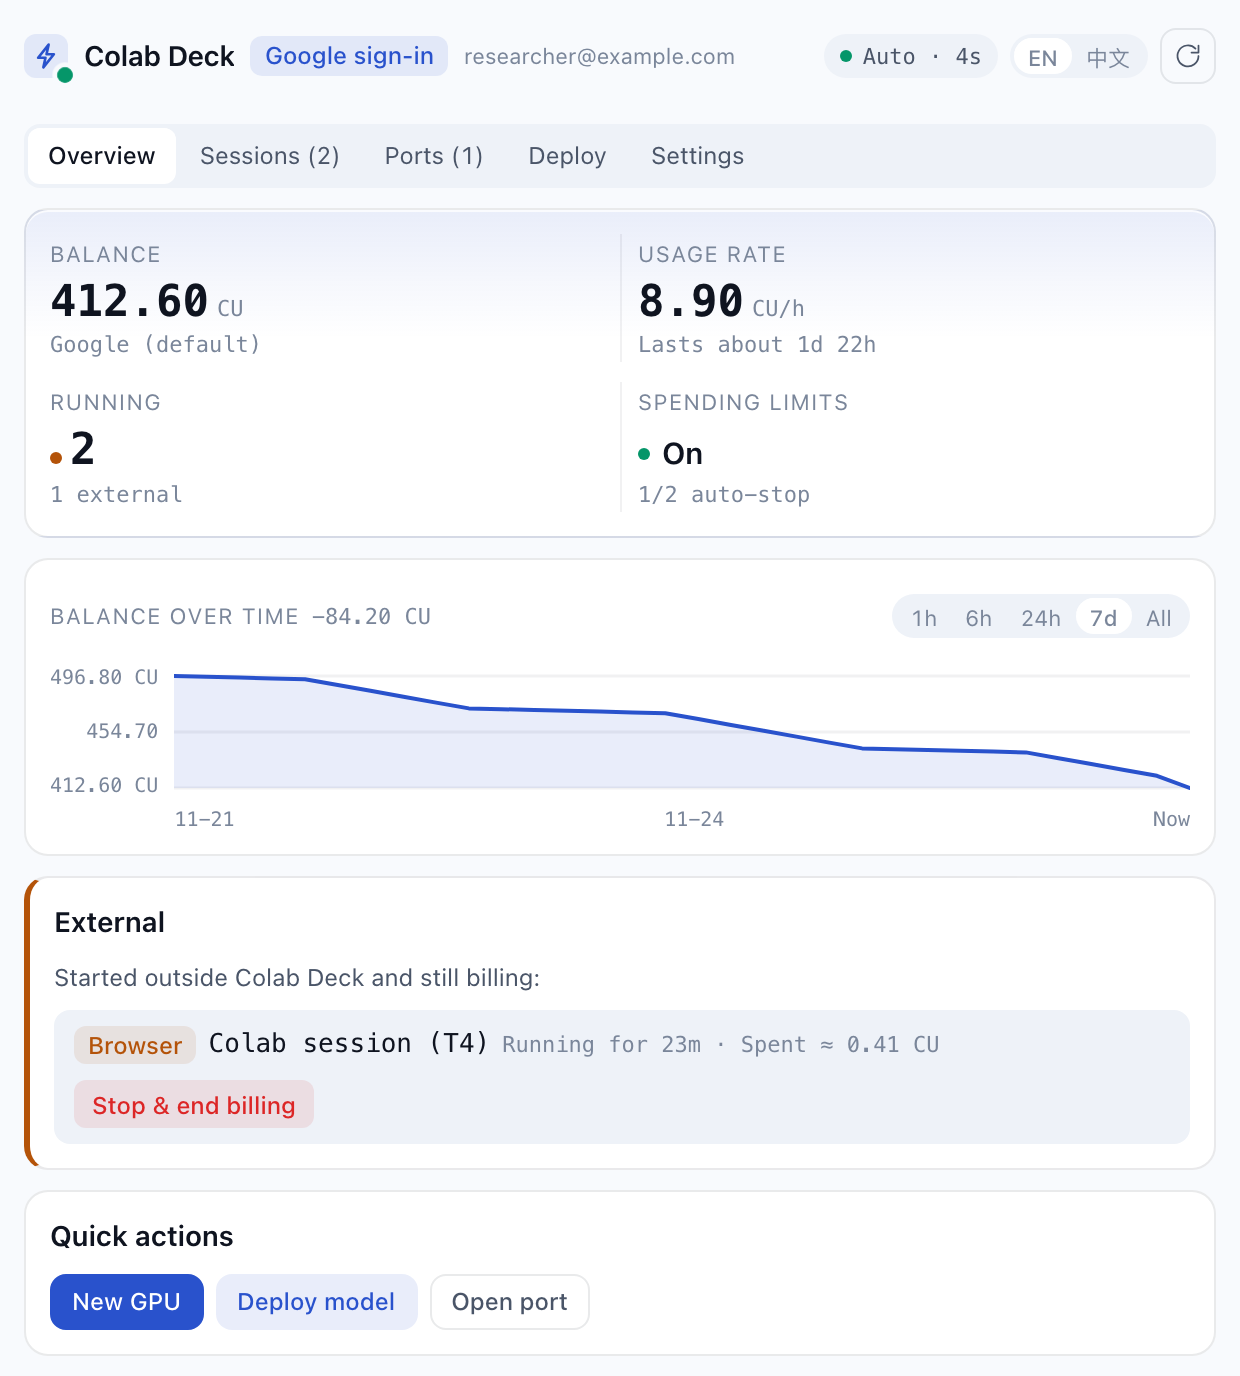 Colab Deck Google sign-in researcher@example.com Auto · 4s EN 中文
Overview Sessions (2) Ports (1) Deploy Settings
BALANCE
412.60 CU
Google (default)
USAGE RATE
8.90 CU/h
Lasts about 1d 22h
RUNNING
2
1 external
SPENDING LIMITS
On
1/2 auto-stop
BALANCE OVER TIME −84.20 CU 1h 6h 24h 7d All
496.80 CU
454.70
412.60 CU
11-21 11-24 Now
External
Started outside Colab Deck and still billing:
Browser Colab session (T4) Running for 23m · Spent ≈ 0.41 CU
Stop & end billing
Quick actions
New GPU Deploy model Open port